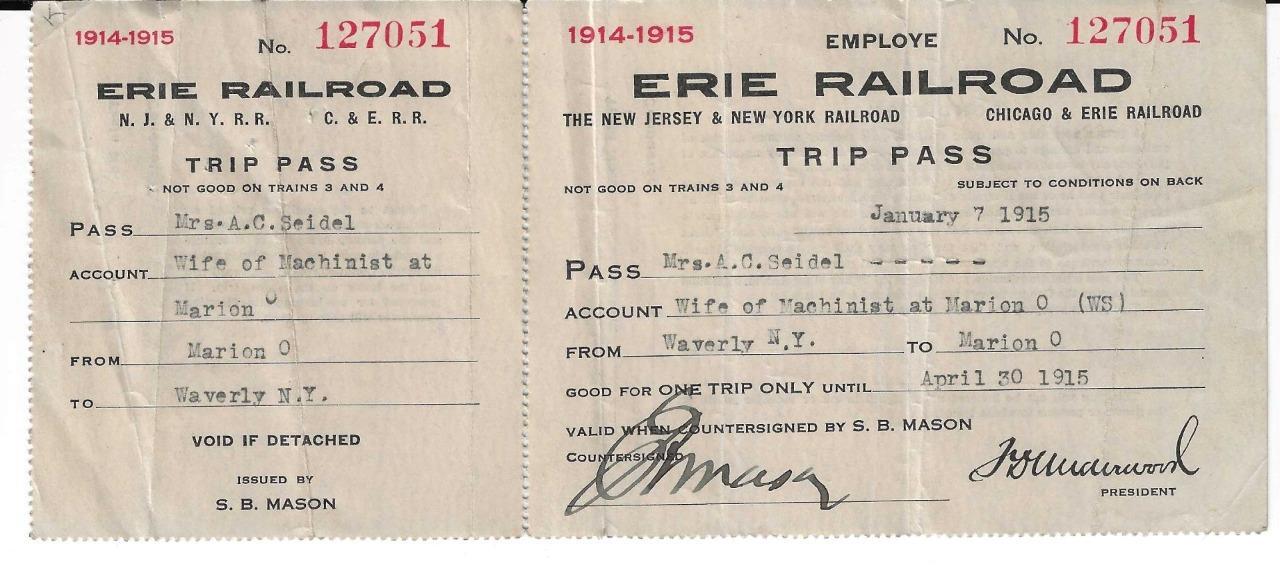 1914-1915 No. 127051
ERIE RAILROAD
N. J. & N. Y. R. R. C. & E. R. R.
TRIP PASS
NOT GOOD ON TRAINS 3 AND 4
PASS Mrs.A.C.Seidel
ACCOUNT Wife of Machinist at
Marion O
FROM Marion O
TO Waverly N.Y.
VOID IF DETACHED
ISSUED BY
S. B. MASON
1914-1915 EMPLOYE No. 127051
ERIE RAILROAD
THE NEW JERSEY & NEW YORK RAILROAD CHICAGO & ERIE RAILROAD
TRIP PASS
NOT GOOD ON TRAINS 3 AND 4 SUBJECT TO CONDITIONS ON BACK
January 7 1915
PASS Mrs.A.C.Seidel - - - - -
ACCOUNT Wife of Machinist at Marion O (WS)
FROM Waverly N.Y. TO Marion O
GOOD FOR ONE TRIP ONLY UNTIL April 30 1915
VALID WHEN COUNTERSIGNED BY S. B. MASON
COUNTERSIGNED SBMason FDUnderwood
PRESIDENT